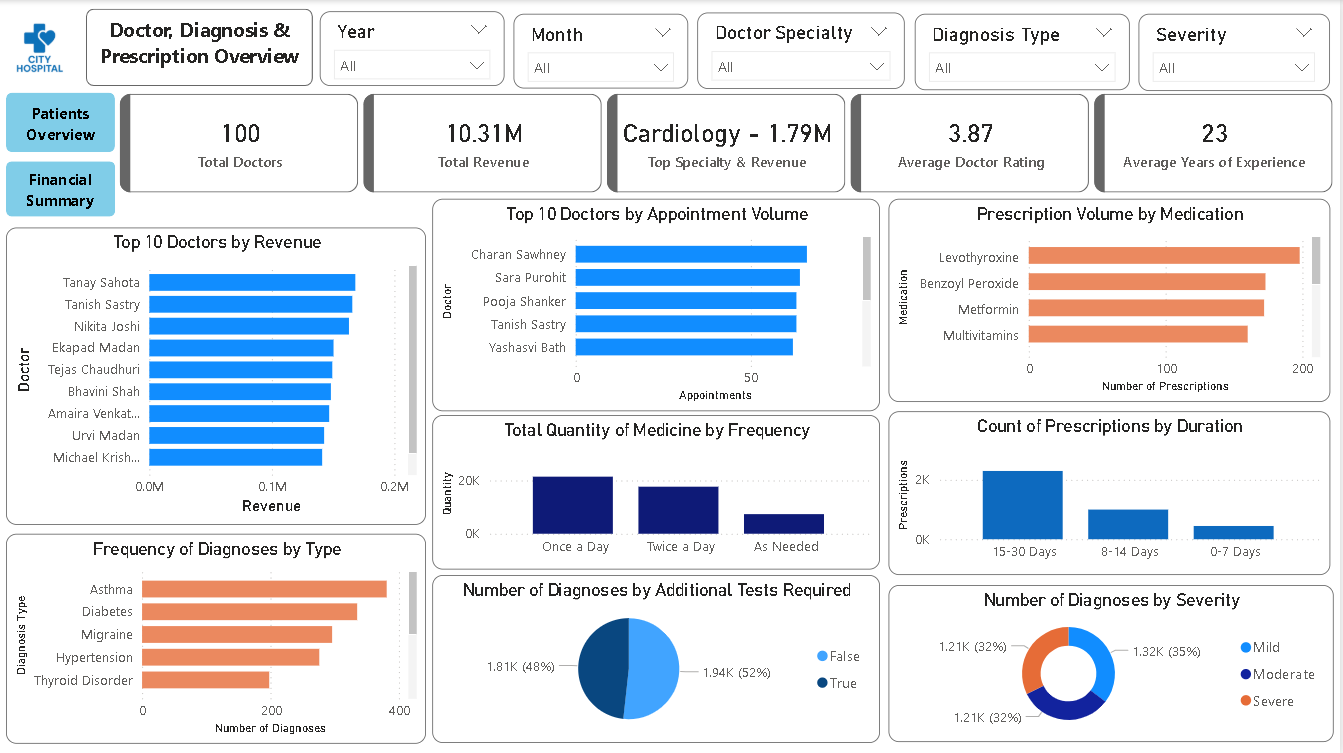 CITY
HOSPITAL
Doctor, Diagnosis &
Prescription Overview
Year
All
Month
All
Doctor Specialty
All
Diagnosis Type
All
Severity
All
Patients
Overview
Financial
Summary
100
Total Doctors
10.31M
Total Revenue
Cardiology - 1.79M
Top Specialty & Revenue
3.87
Average Doctor Rating
23
Average Years of Experience
Top 10 Doctors by Revenue
Doctor
Tanay Sahota
Tanish Sastry
Nikita Joshi
Ekapad Madan
Tejas Chaudhuri
Bhavini Shah
Amaira Venkat...
Urvi Madan
Michael Krish...
0.0M 0.1M 0.2M
Revenue
Top 10 Doctors by Appointment Volume
Doctor
Charan Sawhney
Sara Purohit
Pooja Shanker
Tanish Sastry
Yashasvi Bath
0 50
Appointments
Prescription Volume by Medication
Medication
Levothyroxine
Benzoyl Peroxide
Metformin
Multivitamins
0 100 200
Number of Prescriptions
Total Quantity of Medicine by Frequency
Quantity
20K
0K
Once a Day Twice a Day As Needed
Count of Prescriptions by Duration
Prescriptions
2K
0K
15-30 Days 8-14 Days 0-7 Days
Frequency of Diagnoses by Type
Diagnosis Type
Asthma
Diabetes
Migraine
Hypertension
Thyroid Disorder
0 200 400
Number of Diagnoses
Number of Diagnoses by Additional Tests Required
1.81K (48%)
1.94K (52%)
False
True
Number of Diagnoses by Severity
1.21K (32%)
1.32K (35%)
1.21K (32%)
Mild
Moderate
Severe